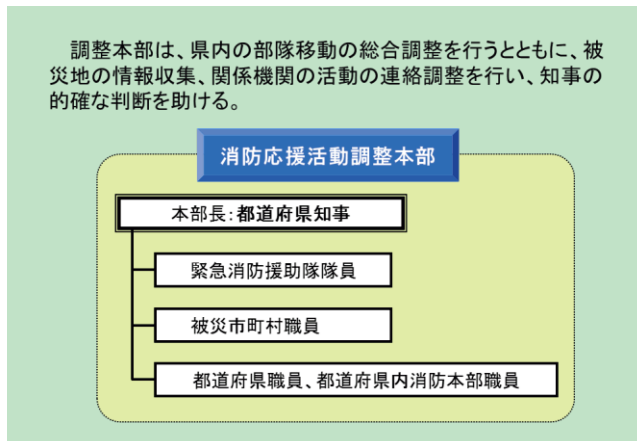 調整本部は、県内の部隊移動の総合調整を行うとともに、被
災地の情報収集、関係機関の活動の連絡調整を行い、知事の
的確な判断を助ける。
消防応援活動調整本部
本部長：都道府県知事
緊急消防援助隊隊員
被災市町村職員
都道府県職員、都道府県内消防本部職員